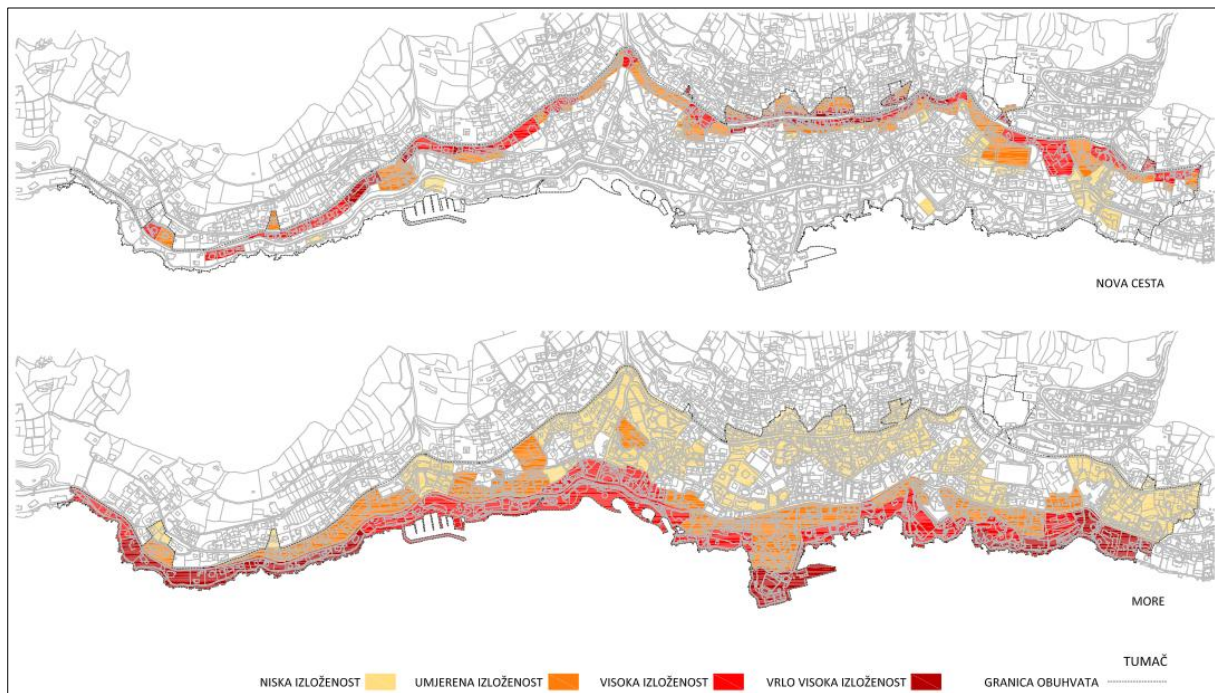 NOVA CESTA
MORE
TUMAČ
NISKA IZLOŽENOST UMJERENA IZLOŽENOST VISOKA IZLOŽENOST VRLO VISOKA IZLOŽENOST GRANICA OBUHVATA